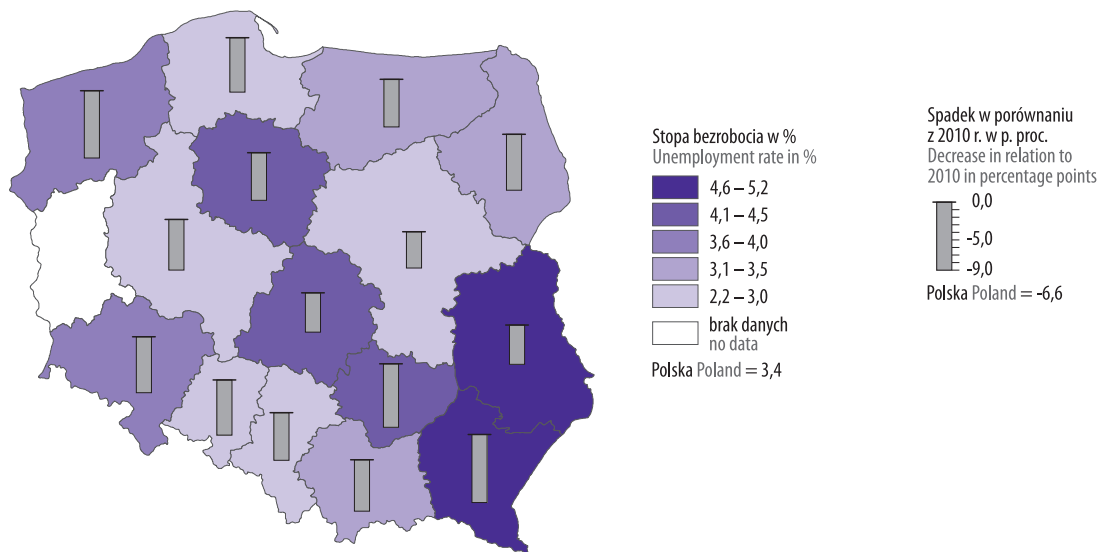 Stopa bezrobocia w %
Unemployment rate in %
4,6 – 5,2
4,1 – 4,5
3,6 – 4,0
3,1 – 3,5
2,2 – 3,0
brak danych
no data
Polska Poland = 3,4
Spadek w porównaniu
z 2010 r. w p. proc.
Decrease in relation to
2010 in percentage points
0,0
-5,0
-9,0
Polska Poland = -6,6